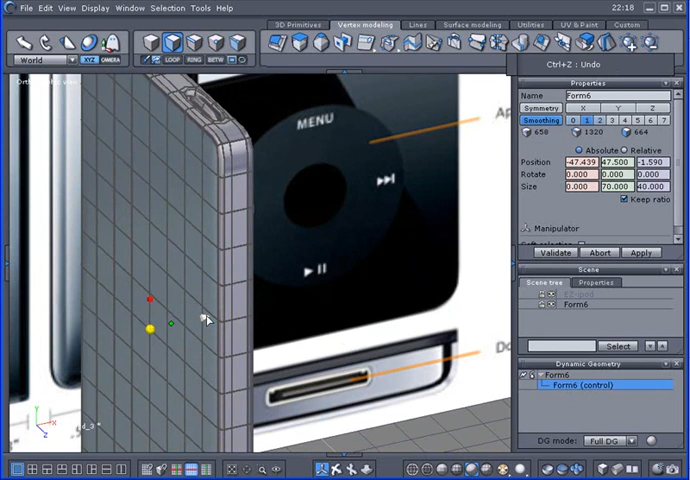 File Edit View Display Window Selection Tools Help
22:18
3D Primitives Vertex modeling Lines Surface modeling Utilities UV & Paint Custom
World XYZ CAMERA
LOOP RING BETW
Ctrl+Z : Undo
Properties
Name Form6
Symmetry X Y Z
Smoothing 0 1 2 3 4 5 6 7
658 1320 664
Absolute Relative
Position -47.439 47.500 -1.590
Rotate 0.000 0.000 0.000
Size 0.000 70.000 40.000
Keep ratio
Manipulator
Validate Abort Apply
Scene
Scene tree Properties
Form6
Select
Dynamic Geometry
Form6
Form6 (control)
DG mode: Full DG
MENU
Ap
Do
Y
X
Z
d_3 *